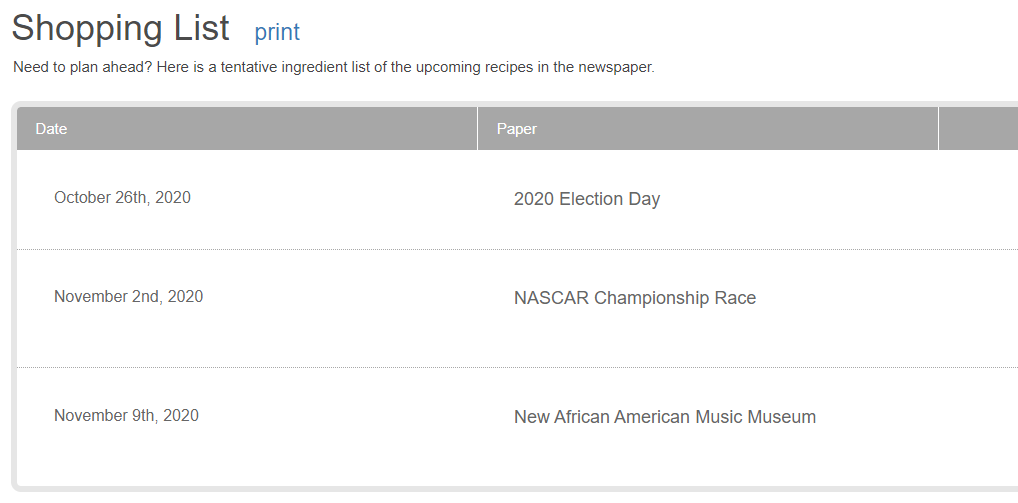 Shopping List print
Need to plan ahead? Here is a tentative ingredient list of the upcoming recipes in the newspaper.
Date Paper
October 26th, 2020 2020 Election Day
November 2nd, 2020 NASCAR Championship Race
November 9th, 2020 New African American Music Museum